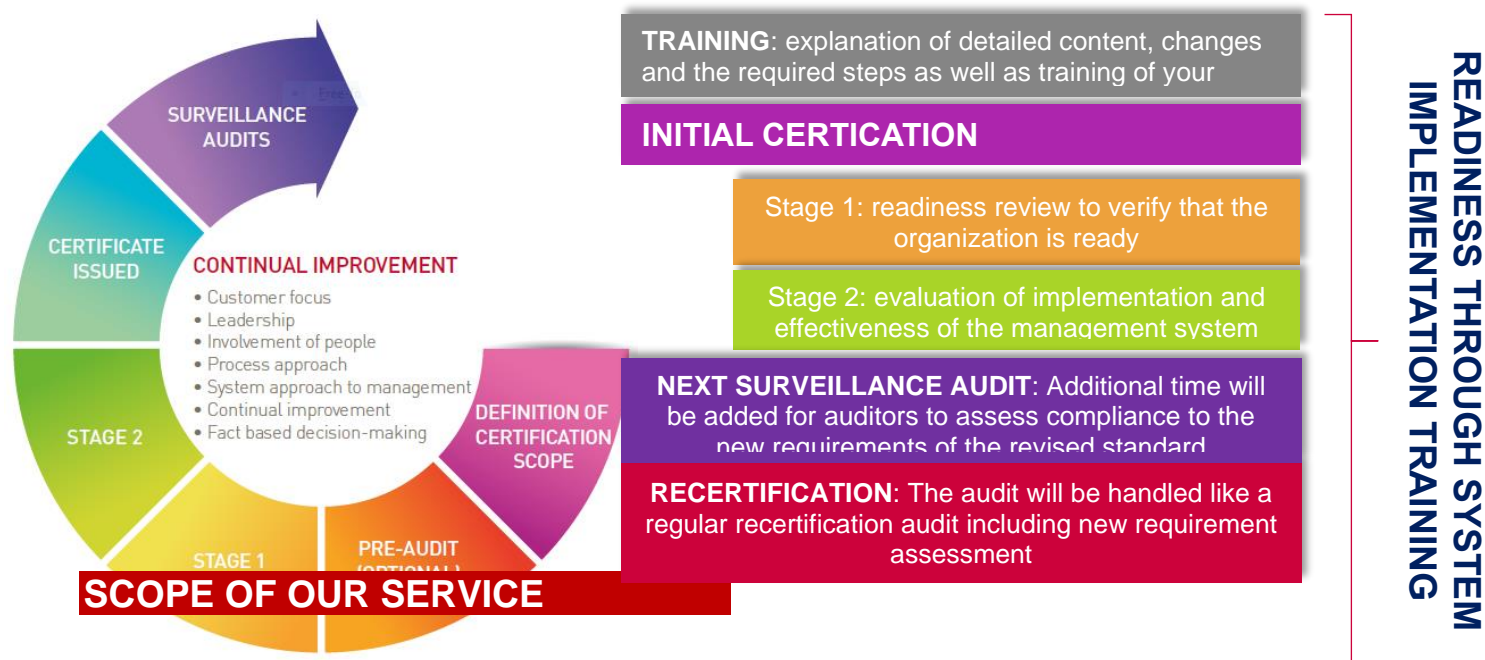 SURVEILLANCE
AUDITS
CERTIFICATE
ISSUED
STAGE 2
STAGE 1
PRE-AUDIT
(OPTIONAL)
DEFINITION OF
CERTIFICATION
SCOPE
CONTINUAL IMPROVEMENT
• Customer focus
• Leadership
• Involvement of people
• Process approach
• System approach to management
• Continual improvement
• Fact based decision-making
SCOPE OF OUR SERVICE
TRAINING: explanation of detailed content, changes
and the required steps as well as training of your
INITIAL CERTICATION
Stage 1: readiness review to verify that the
organization is ready
Stage 2: evaluation of implementation and
effectiveness of the management system
NEXT SURVEILLANCE AUDIT: Additional time will
be added for auditors to assess compliance to the
new requirements of the revised standard
RECERTIFICATION: The audit will be handled like a
regular recertification audit including new requirement
assessment
READINESS THROUGH SYSTEM
IMPLEMENTATION TRAINING